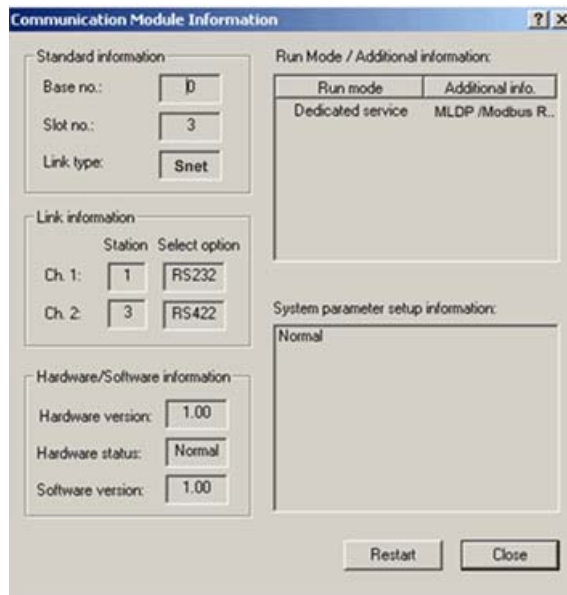 Communication Module Information
Standard information
Base no.: 0
Slot no.: 3
Link type: Snet
Link information
Station Select option
Ch. 1: 1 RS232
Ch. 2: 3 RS422
Hardware/Software information
Hardware version: 1.00
Hardware status: Normal
Software version: 1.00
Run Mode / Additional information:
Run mode Additional info.
Dedicated service MLDP /Modbus R..
System parameter setup information:
Normal
Restart Close